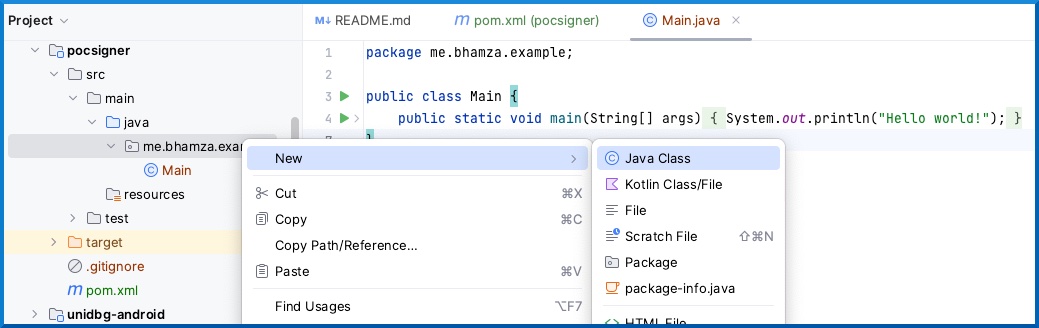 Project
pocsigner
src
main
java
me.bhamza.exa
Main
resources
test
target
.gitignore
pom.xml
unidbg-android
README.md
pom.xml (pocsigner)
Main.java
1 package me.bhamza.example;
2
3 public class Main {
4 public static void main(String[] args) { System.out.println("Hello world!"); }
7 }
New
Cut ⌘X
Copy ⌘C
Copy Path/Reference...
Paste ⌘V
Find Usages ⌥F7
Java Class
Kotlin Class/File
File
Scratch File ⇧⌘N
Package
package-info.java
HTML File